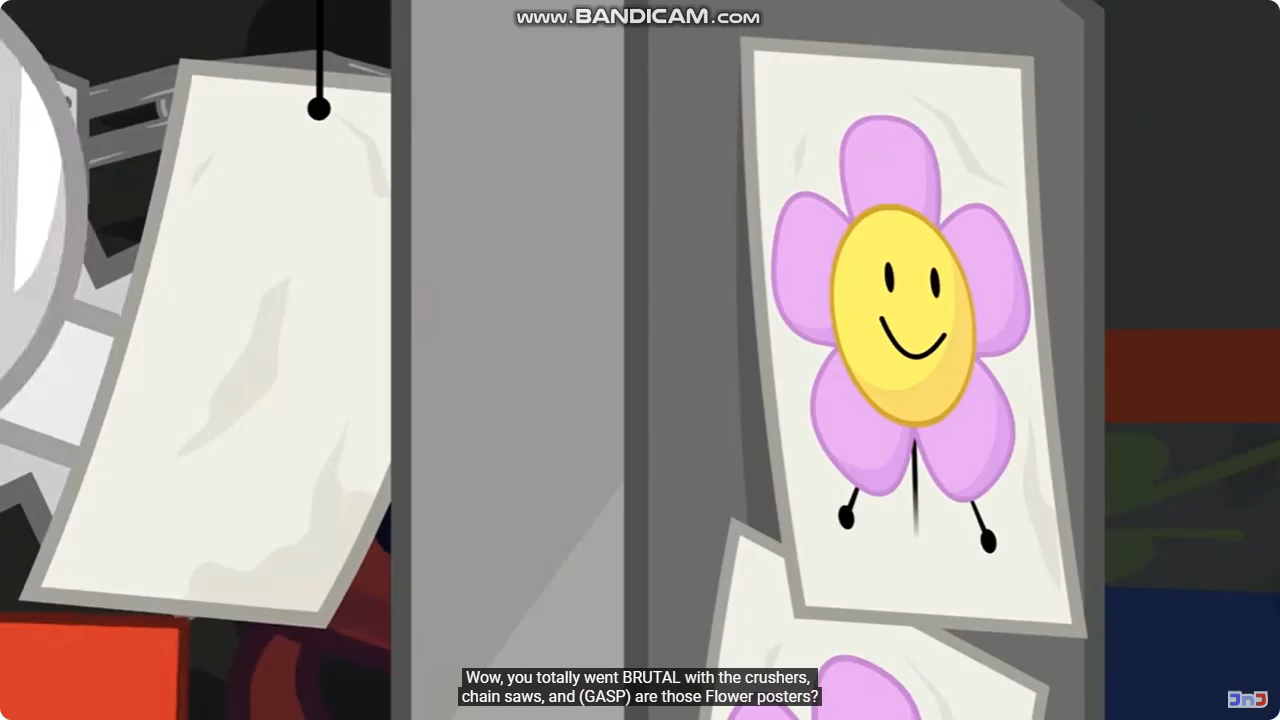 www.BANDICAM.com
Wow, you totally went BRUTAL with the crushers,
chain saws, and (GASP) are those Flower posters?